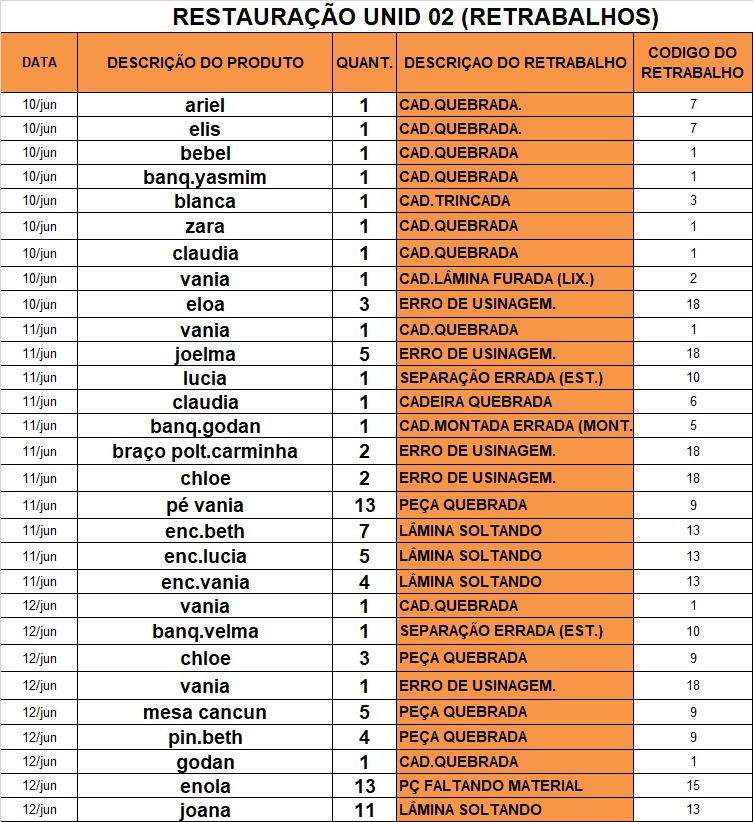 RESTAURAÇÃO UNID 02 (RETRABALHOS)
DATA DESCRIÇÃO DO PRODUTO QUANT. DESCRIÇAO DO RETRABALHO CODIGO DO RETRABALHO
10/jun ariel 1 CAD.QUEBRADA. 7
10/jun elis 1 CAD.QUEBRADA. 7
10/jun bebel 1 CAD.QUEBRADA 1
10/jun banq.yasmim 1 CAD.QUEBRADA 1
10/jun blanca 1 CAD.TRINCADA 3
10/jun zara 1 CAD.QUEBRADA 1
10/jun claudia 1 CAD.QUEBRADA 1
10/jun vania 1 CAD.LÂMINA FURADA (LIX.) 2
10/jun eloa 3 ERRO DE USINAGEM. 18
11/jun vania 1 CAD.QUEBRADA 1
11/jun joelma 5 ERRO DE USINAGEM. 18
11/jun lucia 1 SEPARAÇÃO ERRADA (EST.) 10
11/jun claudia 1 CADEIRA QUEBRADA 6
11/jun banq.godan 1 CAD.MONTADA ERRADA (MONT. 5
11/jun braço polt.carminha 2 ERRO DE USINAGEM. 18
11/jun chloe 2 ERRO DE USINAGEM. 18
11/jun pé vania 13 PEÇA QUEBRADA 9
11/jun enc.beth 7 LÂMINA SOLTANDO 13
11/jun enc.lucia 5 LÂMINA SOLTANDO 13
11/jun enc.vania 4 LÂMINA SOLTANDO 13
12/jun vania 1 CAD.QUEBRADA 1
12/jun banq.velma 1 SEPARAÇÃO ERRADA (EST.) 10
12/jun chloe 3 PEÇA QUEBRADA 9
12/jun vania 1 ERRO DE USINAGEM. 18
12/jun mesa cancun 5 PEÇA QUEBRADA 9
12/jun pin.beth 4 PEÇA QUEBRADA 9
12/jun godan 1 CAD.QUEBRADA 1
12/jun enola 13 PÇ FALTANDO MATERIAL 15
12/jun joana 11 LÂMINA SOLTANDO 13